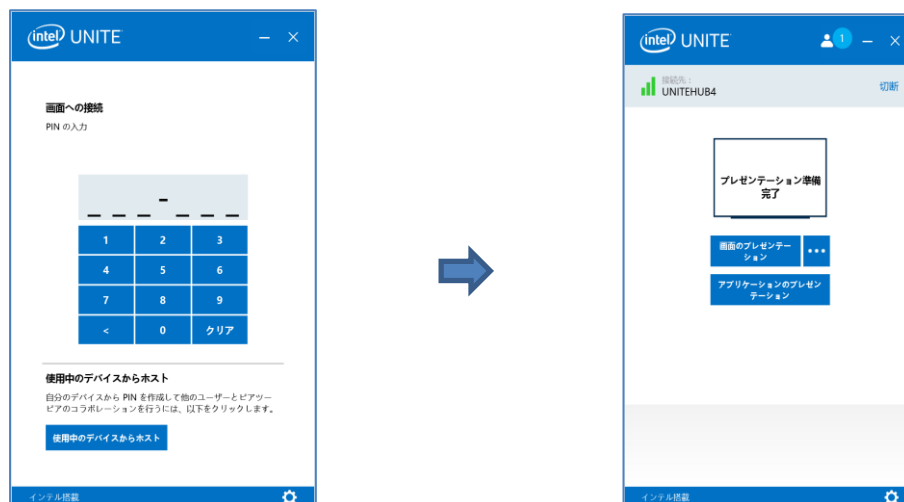 intel UNITE
画面への接続
PIN の入力
_ _ _ - _ _ _
1 2 3
4 5 6
7 8 9
< 0 クリア
使用中のデバイスからホスト
自分のデバイスから PIN を作成して他のユーザーとピアツー
ピアのコラボレーションを行うには、以下をクリックします。
使用中のデバイスからホスト
インテル搭載
intel UNITE 1
接続先：
UNITEHUB4
切断
プレゼンテーション準備
完了
画面のプレゼンテー
ション
アプリケーションのプレゼン
テーション
インテル搭載